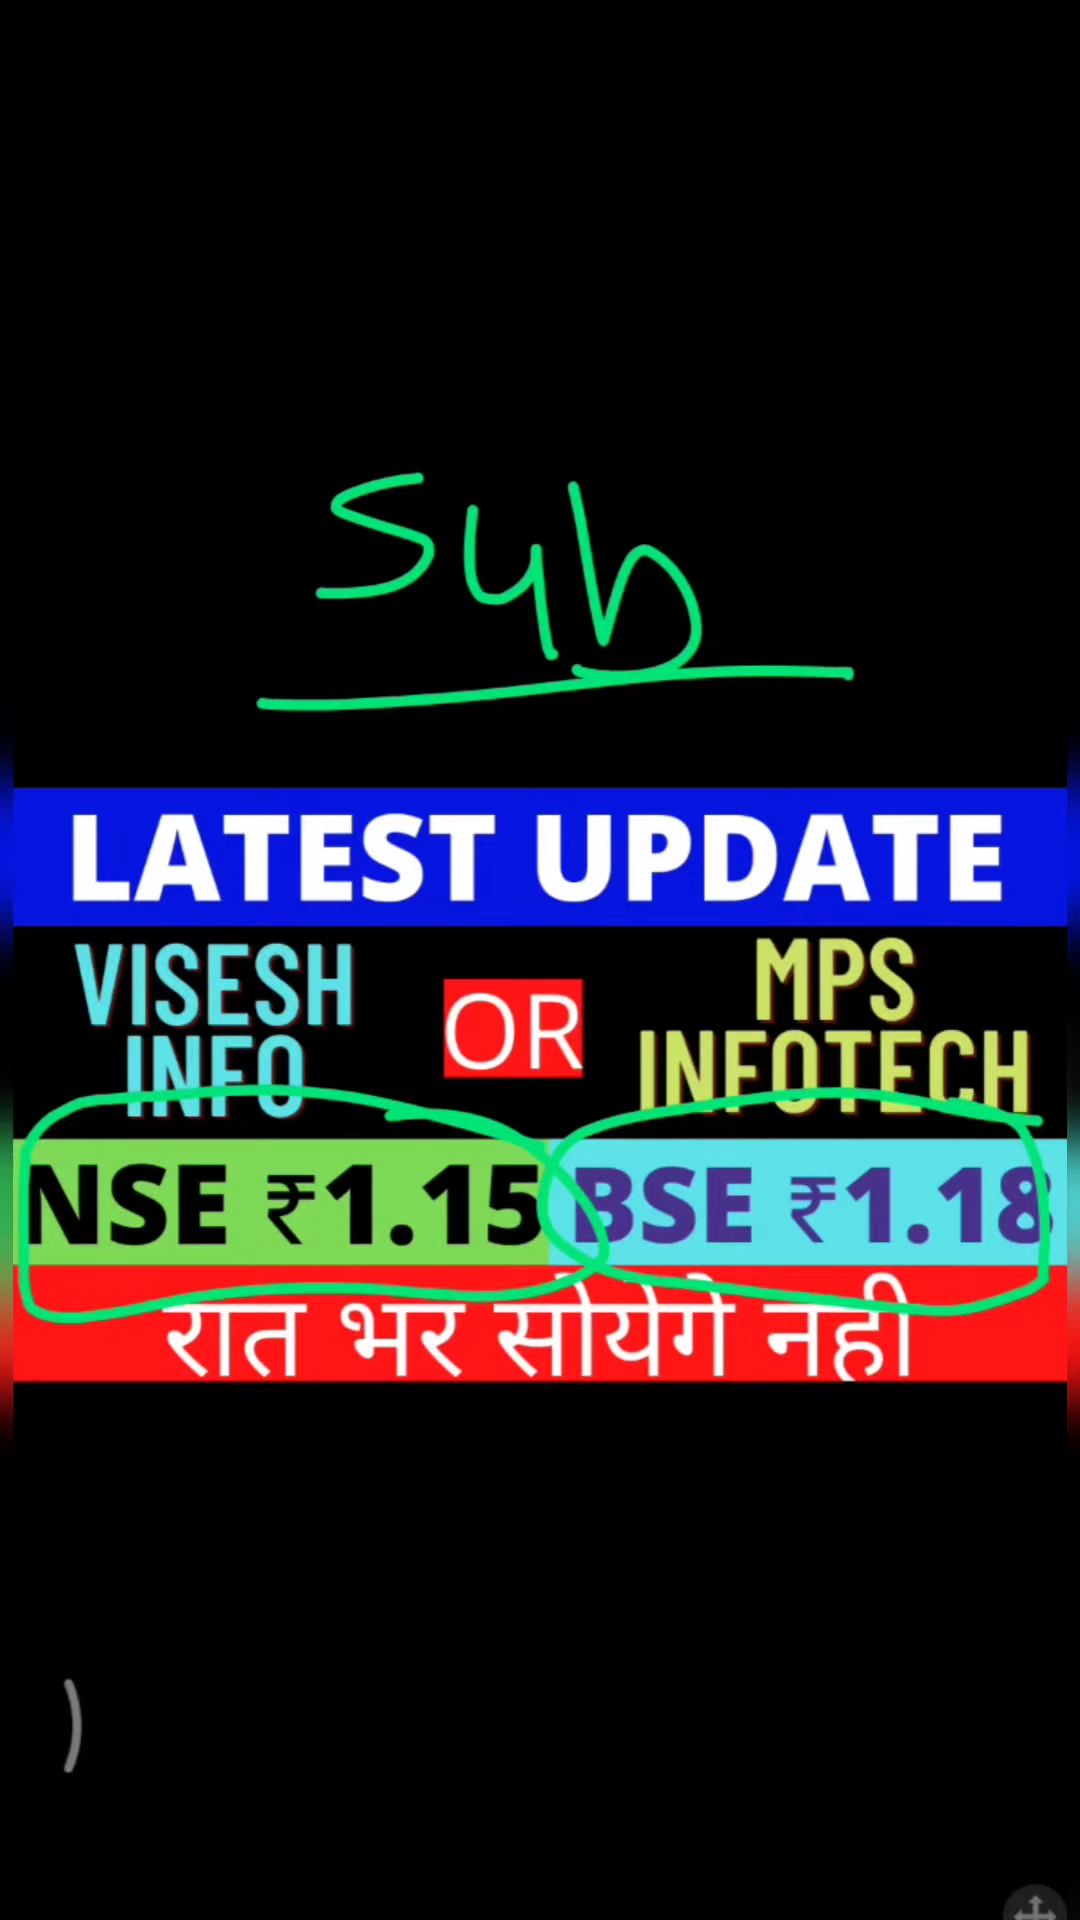 Sub
LATEST UPDATE
VISESH INFO
OR
MPS INFOTECH
NSE ₹1.15
BSE ₹1.18
रात भर सोयेगे नही